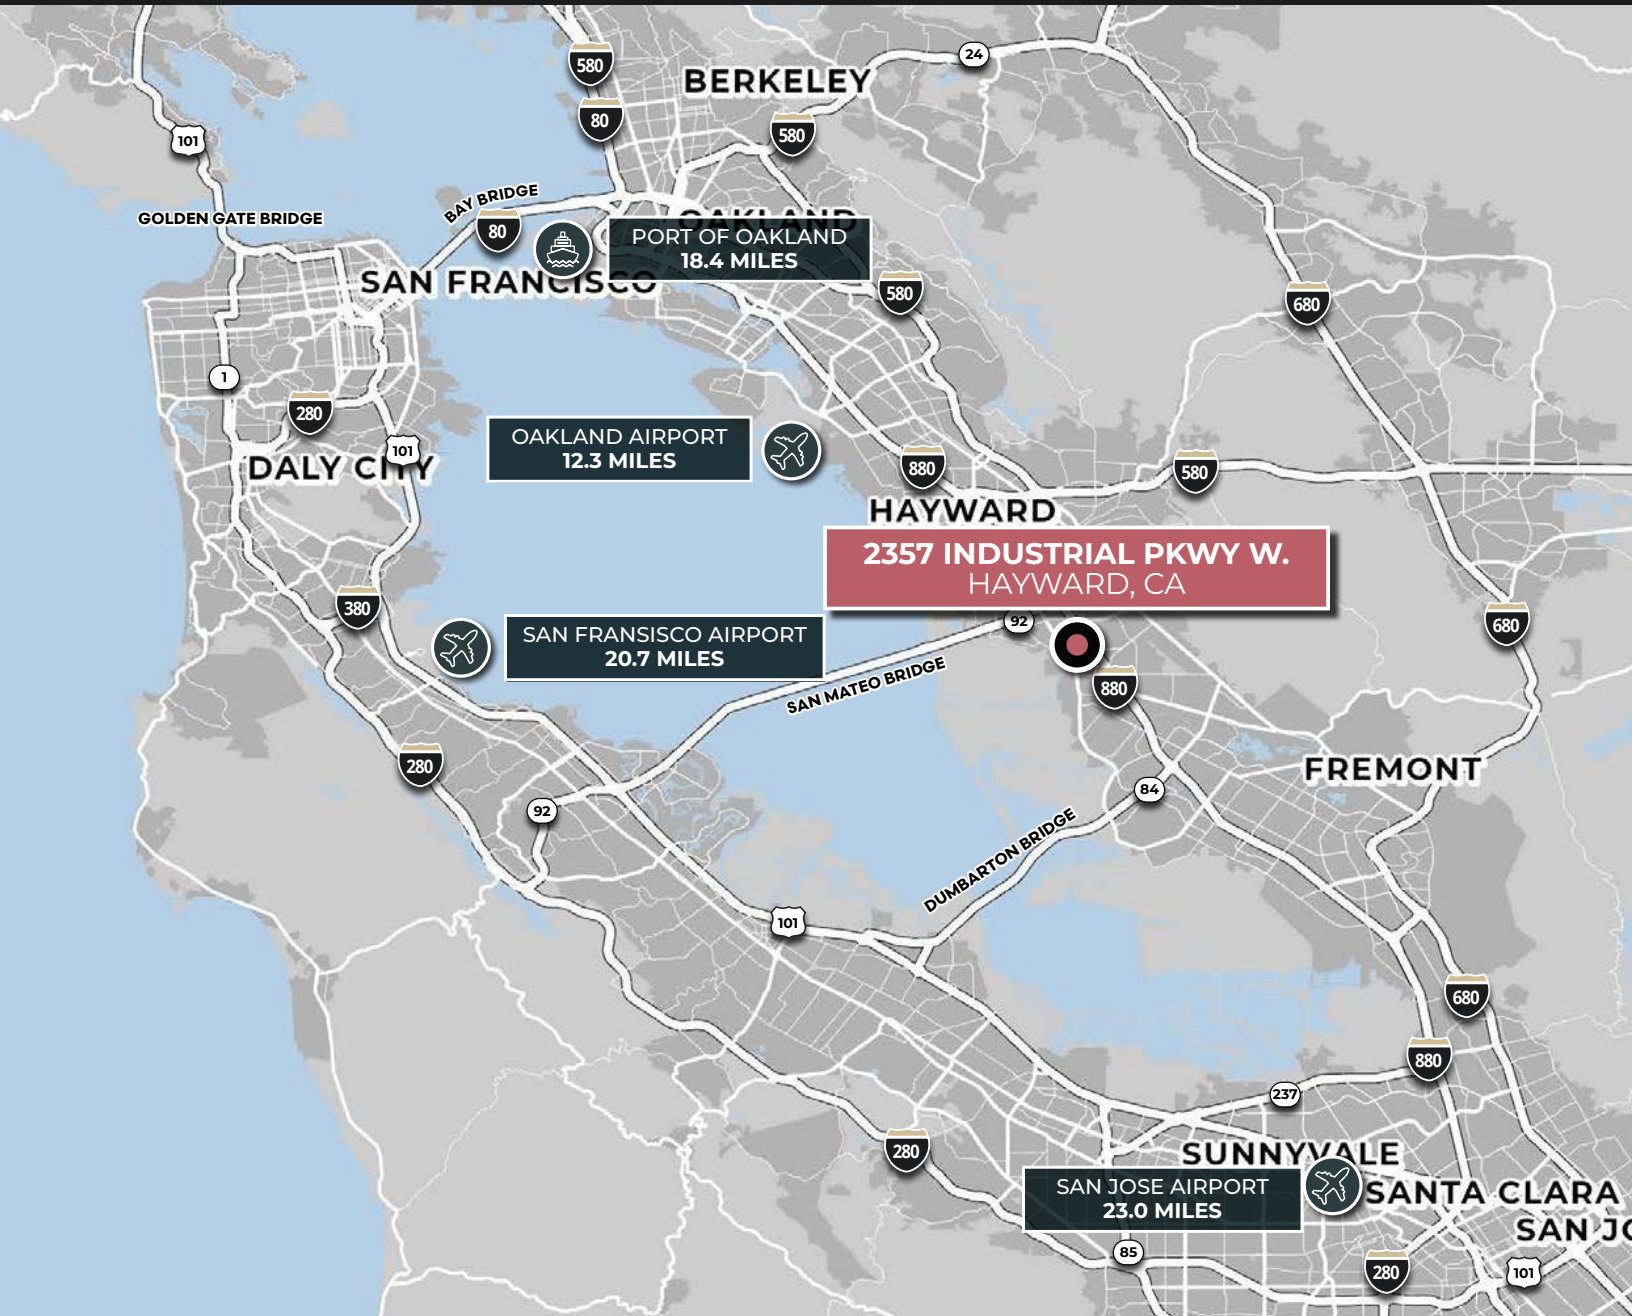 580
BERKELEY
24
80
580
101
BAY BRIDGE
GOLDEN GATE BRIDGE
80
OAKLAND
PORT OF OAKLAND
18.4 MILES
SAN FRANCISCO
580
680
1
280
OAKLAND AIRPORT
12.3 MILES
101
DALY CITY
880
580
HAYWARD
2357 INDUSTRIAL PKWY W.
HAYWARD, CA
380
92
680
SAN FRANSISCO AIRPORT
20.7 MILES
SAN MATEO BRIDGE
880
280
FREMONT
92
84
DUMBARTON BRIDGE
101
680
880
237
280
SUNNYVALE
SAN JOSE AIRPORT
23.0 MILES
SANTA CLARA
SAN JO
85
280
101